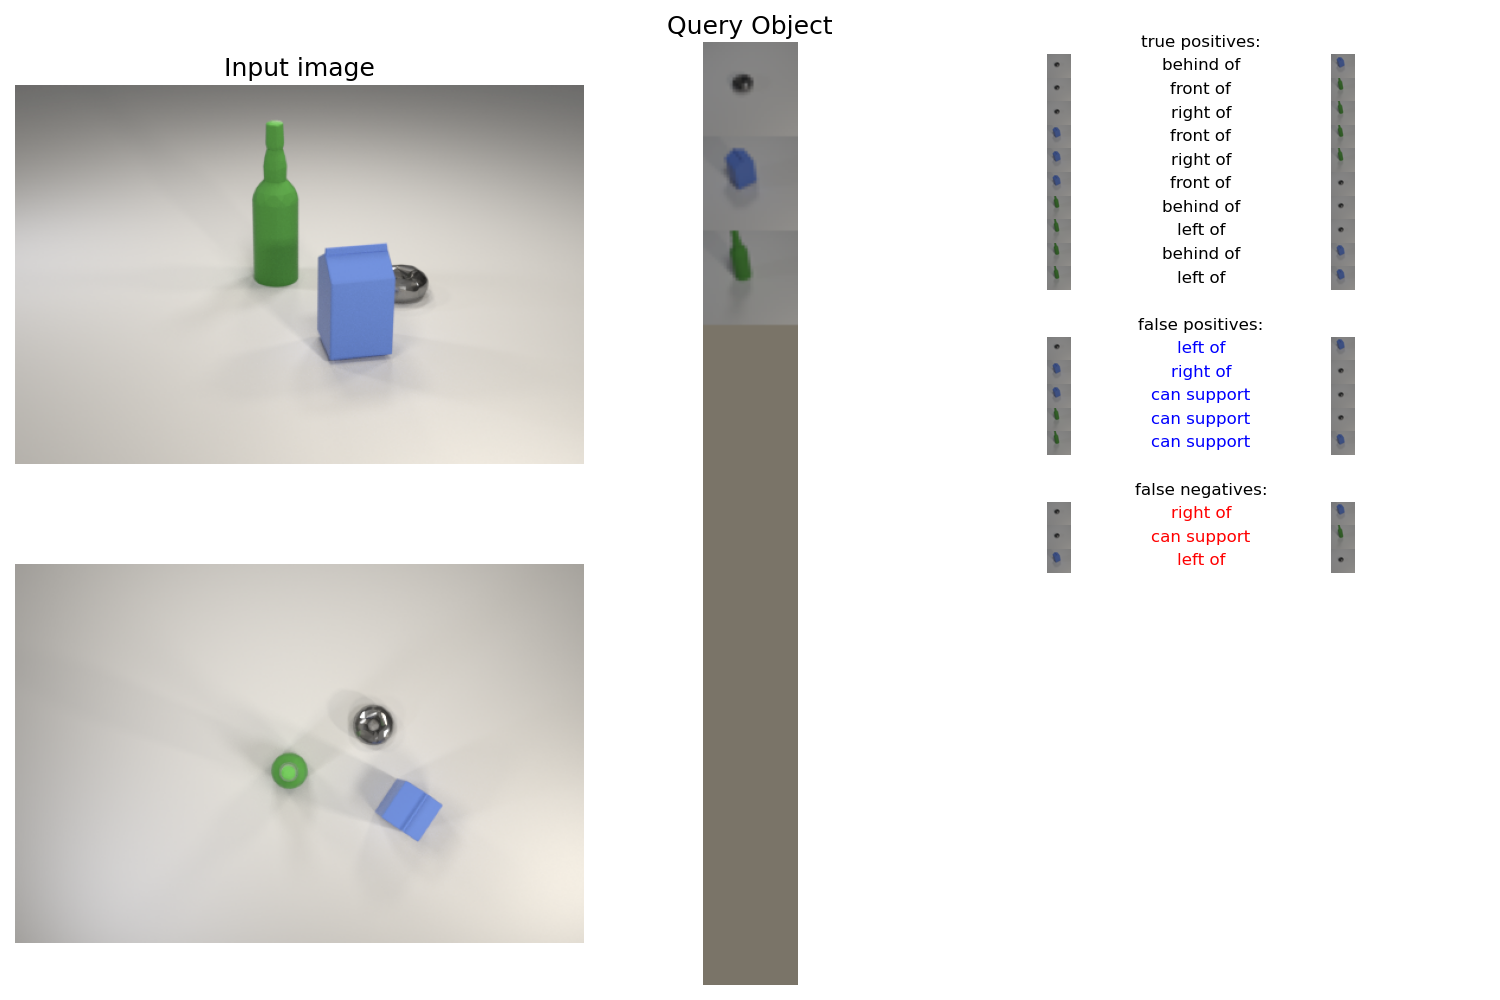 Query Object
Input image
true positives:
behind of
front of
right of
front of
right of
front of
behind of
left of
behind of
left of
false positives:
left of
right of
can support
can support
can support
false negatives:
right of
can support
left of